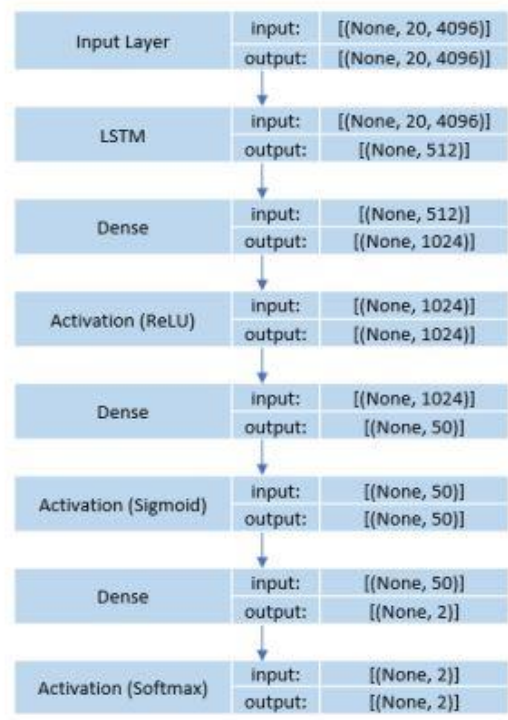 Input Layer
input: [(None, 20, 4096)]
output: [(None, 20, 4096)]
LSTM
input: [(None, 20, 4096)]
output: [(None, 512)]
Dense
input: [(None, 512)]
output: [(None, 1024)]
Activation (ReLU)
input: [(None, 1024)]
output: [(None, 1024)]
Dense
input: [(None, 1024)]
output: [(None, 50)]
Activation (Sigmoid)
input: [(None, 50)]
output: [(None, 50)]
Dense
input: [(None, 50)]
output: [(None, 2)]
Activation (Softmax)
input: [(None, 2)]
output: [(None, 2)]